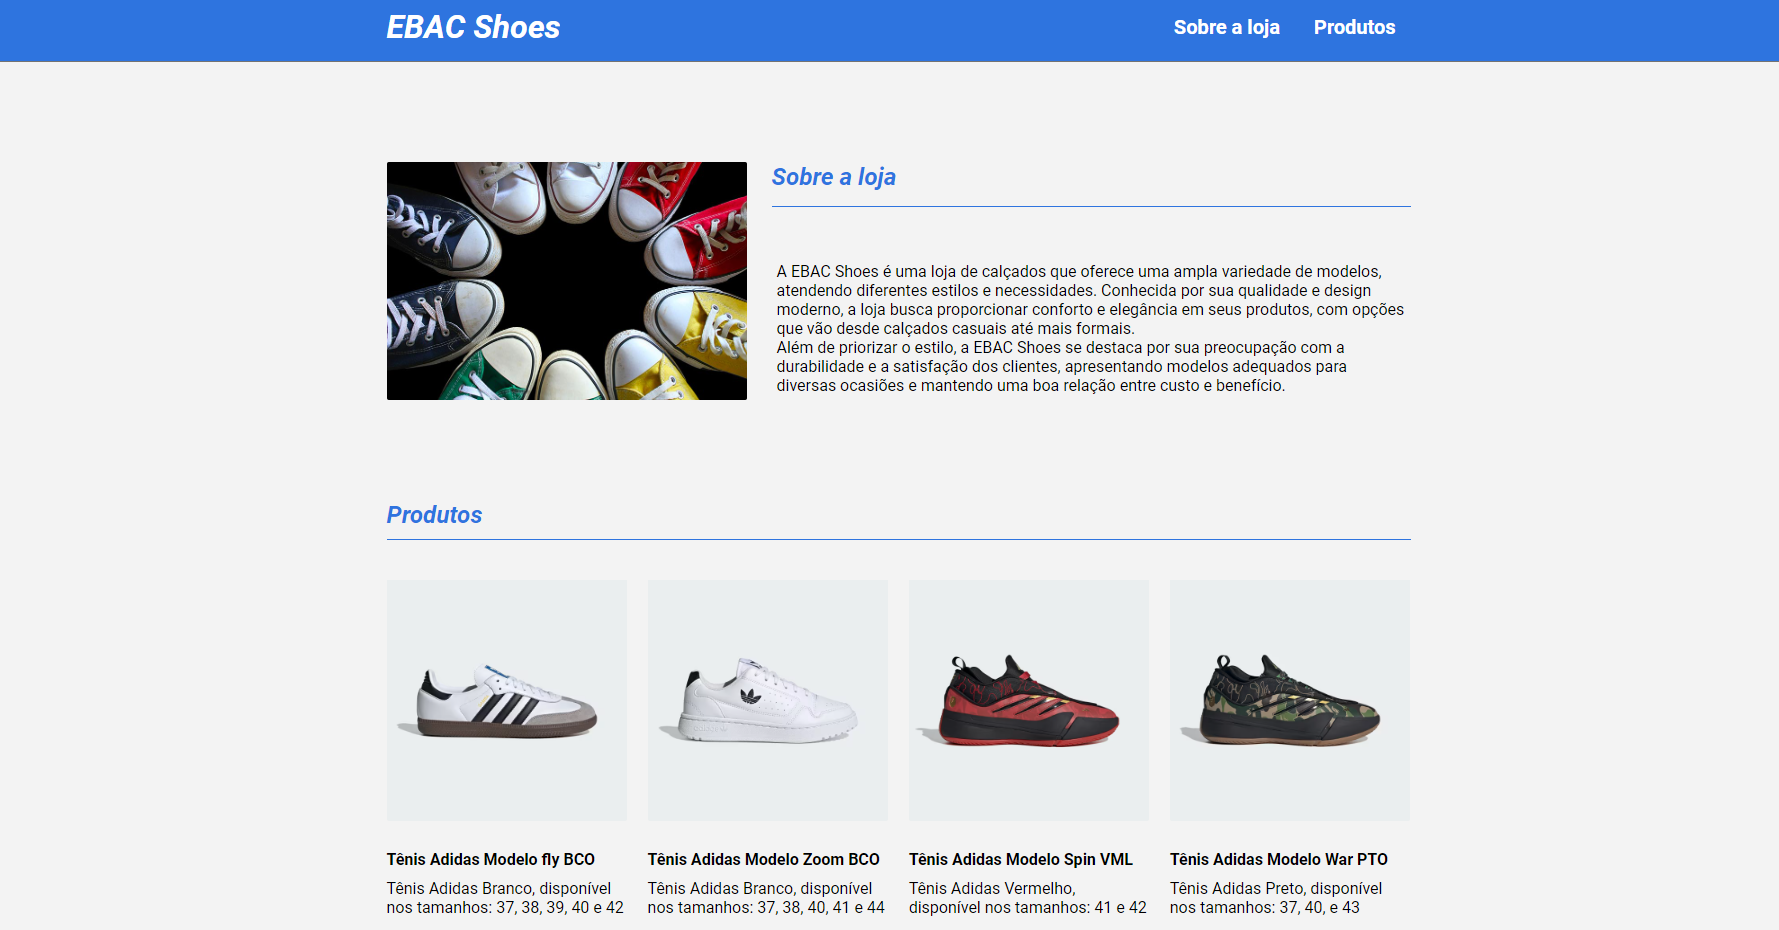 EBAC Shoes
Sobre a loja
Produtos
Sobre a loja
A EBAC Shoes é uma loja de calçados que oferece uma ampla variedade de modelos,
atendendo diferentes estilos e necessidades. Conhecida por sua qualidade e design
moderno, a loja busca proporcionar conforto e elegância em seus produtos, com opções
que vão desde calçados casuais até mais formais.
Além de priorizar o estilo, a EBAC Shoes se destaca por sua preocupação com a
durabilidade e a satisfação dos clientes, apresentando modelos adequados para
diversas ocasiões e mantendo uma boa relação entre custo e benefício.
Produtos
Tênis Adidas Modelo fly BCO
Tênis Adidas Branco, disponível
nos tamanhos: 37, 38, 39, 40 e 42
Tênis Adidas Modelo Zoom BCO
Tênis Adidas Branco, disponível
nos tamanhos: 37, 38, 40, 41 e 44
Tênis Adidas Modelo Spin VML
Tênis Adidas Vermelho,
disponível nos tamanhos: 41 e 42
Tênis Adidas Modelo War PTO
Tênis Adidas Preto, disponível
nos tamanhos: 37, 40, e 43